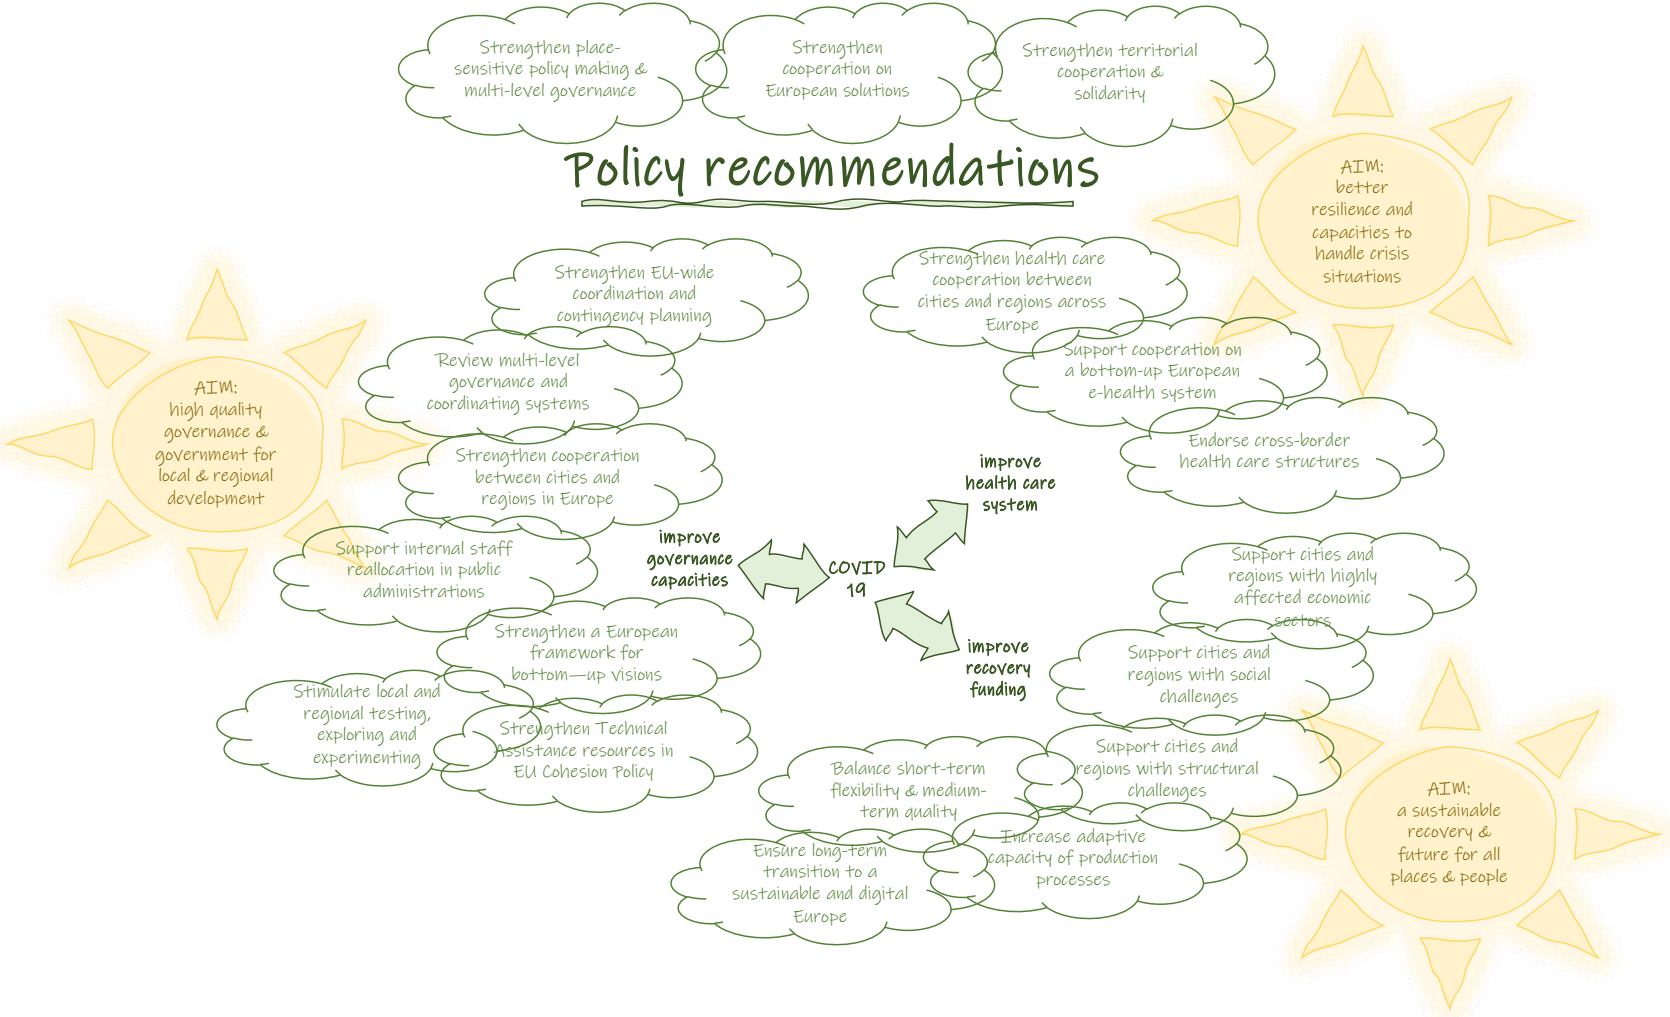 Strengthen place-
sensitive policy making &
multi-level governance
Strengthen
cooperation on
European solutions
Strengthen territorial
cooperation &
solidarity
Policy recommendations
AIM:
better
resilience and
capacities to
handle crisis
situations
Strengthen EU-wide
coordination and
contingency planning
Strengthen health care
cooperation between
cities and regions across
Europe
Review multi-level
governance and
coordinating systems
Support cooperation on
a bottom-up European
e-health system
AIM:
high quality
governance &
government for
local & regional
development
Strengthen cooperation
between cities and
regions in Europe
Endorse cross-border
health care structures
improve
health care
system
Support internal staff
reallocation in public
administrations
improve
governance
capacities
COVID
19
Support cities and
regions with highly
affected economic
sectors
Strengthen a European
framework for
bottom—up visions
improve
recovery
funding
Support cities and
regions with social
challenges
Stimulate local and
regional testing,
exploring and
experimenting
Strengthen Technical
Assistance resources in
EU Cohesion Policy
Balance short-term
flexibility & medium-
term quality
Support cities and
regions with structural
challenges
AIM:
a sustainable
recovery &
future for all
places & people
Ensure long-term
transition to a
sustainable and digital
Europe
Increase adaptive
capacity of production
processes